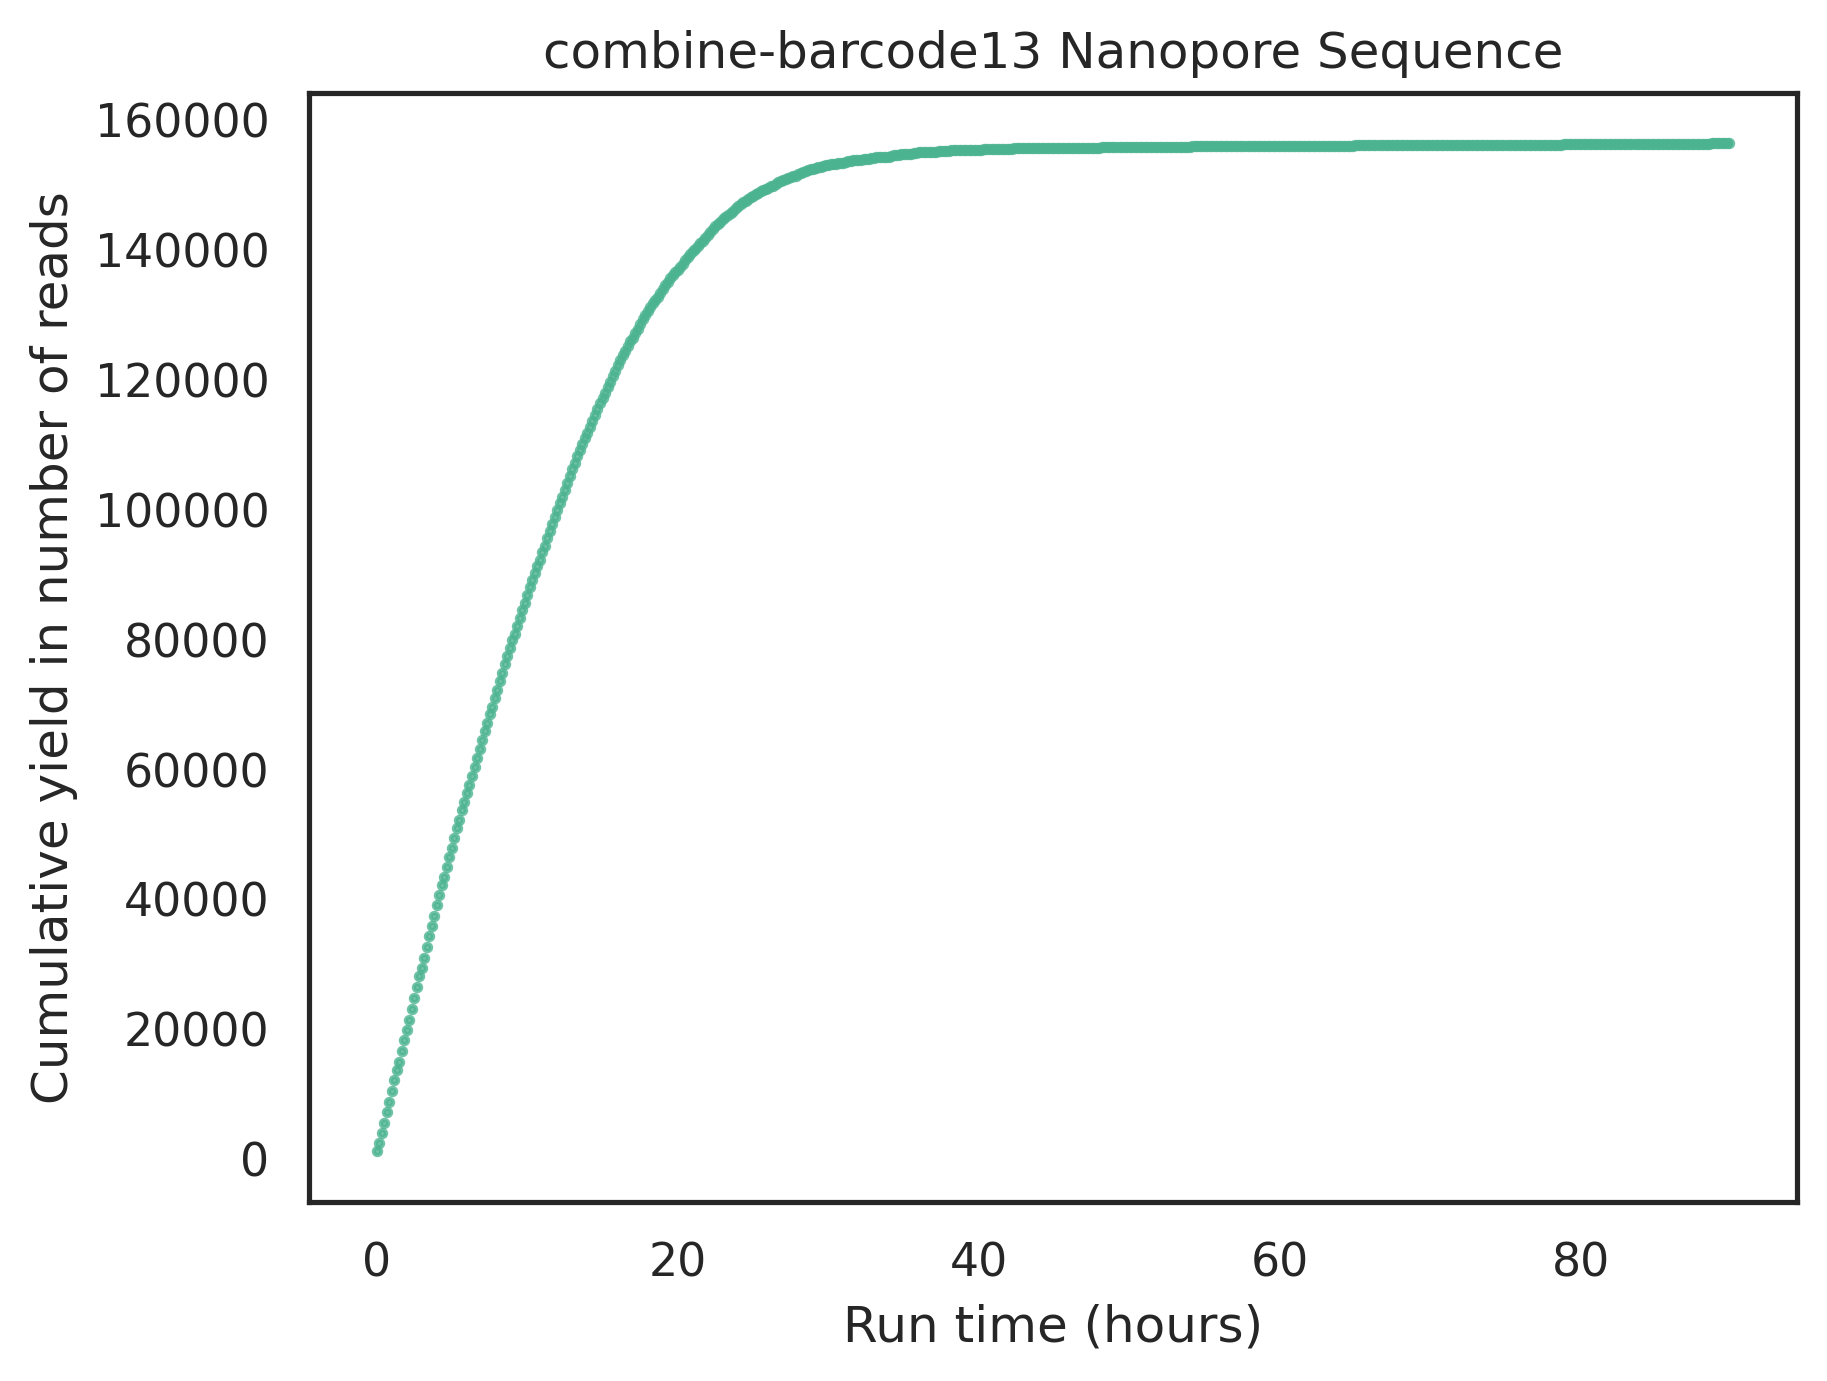 combine-barcode13 Nanopore Sequence
Cumulative yield in number of reads
160000
140000
120000
100000
80000
60000
40000
20000
0
0 20 40 60 80
Run time (hours)